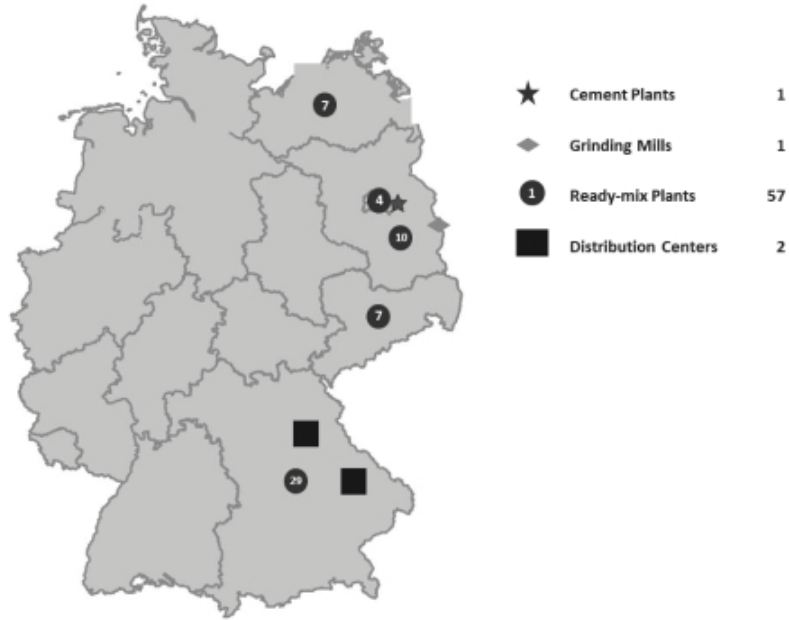 Cement Plants 1
Grinding Mills 1
1 Ready-mix Plants 57
Distribution Centers 2
7
4
10
7
29